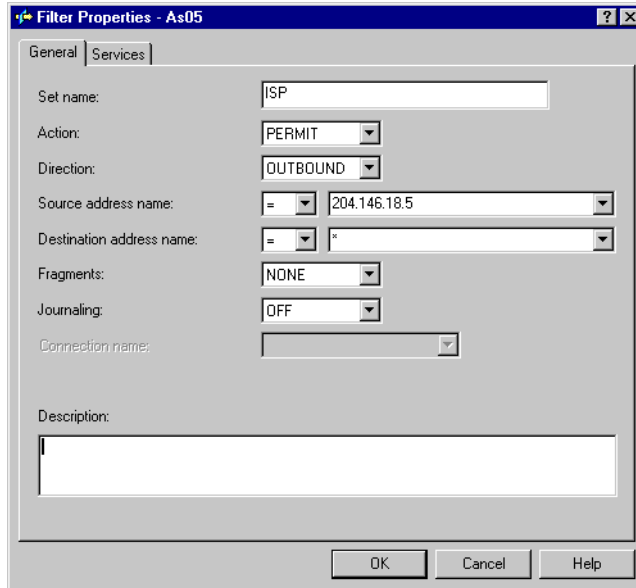 Filter Properties - As05
General Services
Set name: ISP
Action: PERMIT
Direction: OUTBOUND
Source address name: = 204.146.18.5
Destination address name: = *
Fragments: NONE
Journaling: OFF
Connection name:
Description:
OK Cancel Help